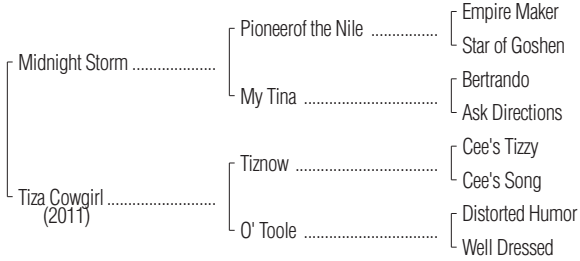 Empire Maker
Pioneerof the Nile ................
Star of Goshen
Midnight Storm ....................
Bertrando
My Tina ................................
Ask Directions
Cee's Tizzy
Tiznow ..................................
Cee's Song
Tiza Cowgirl ..........................
(2011)
Distorted Humor
O' Toole ................................
Well Dressed